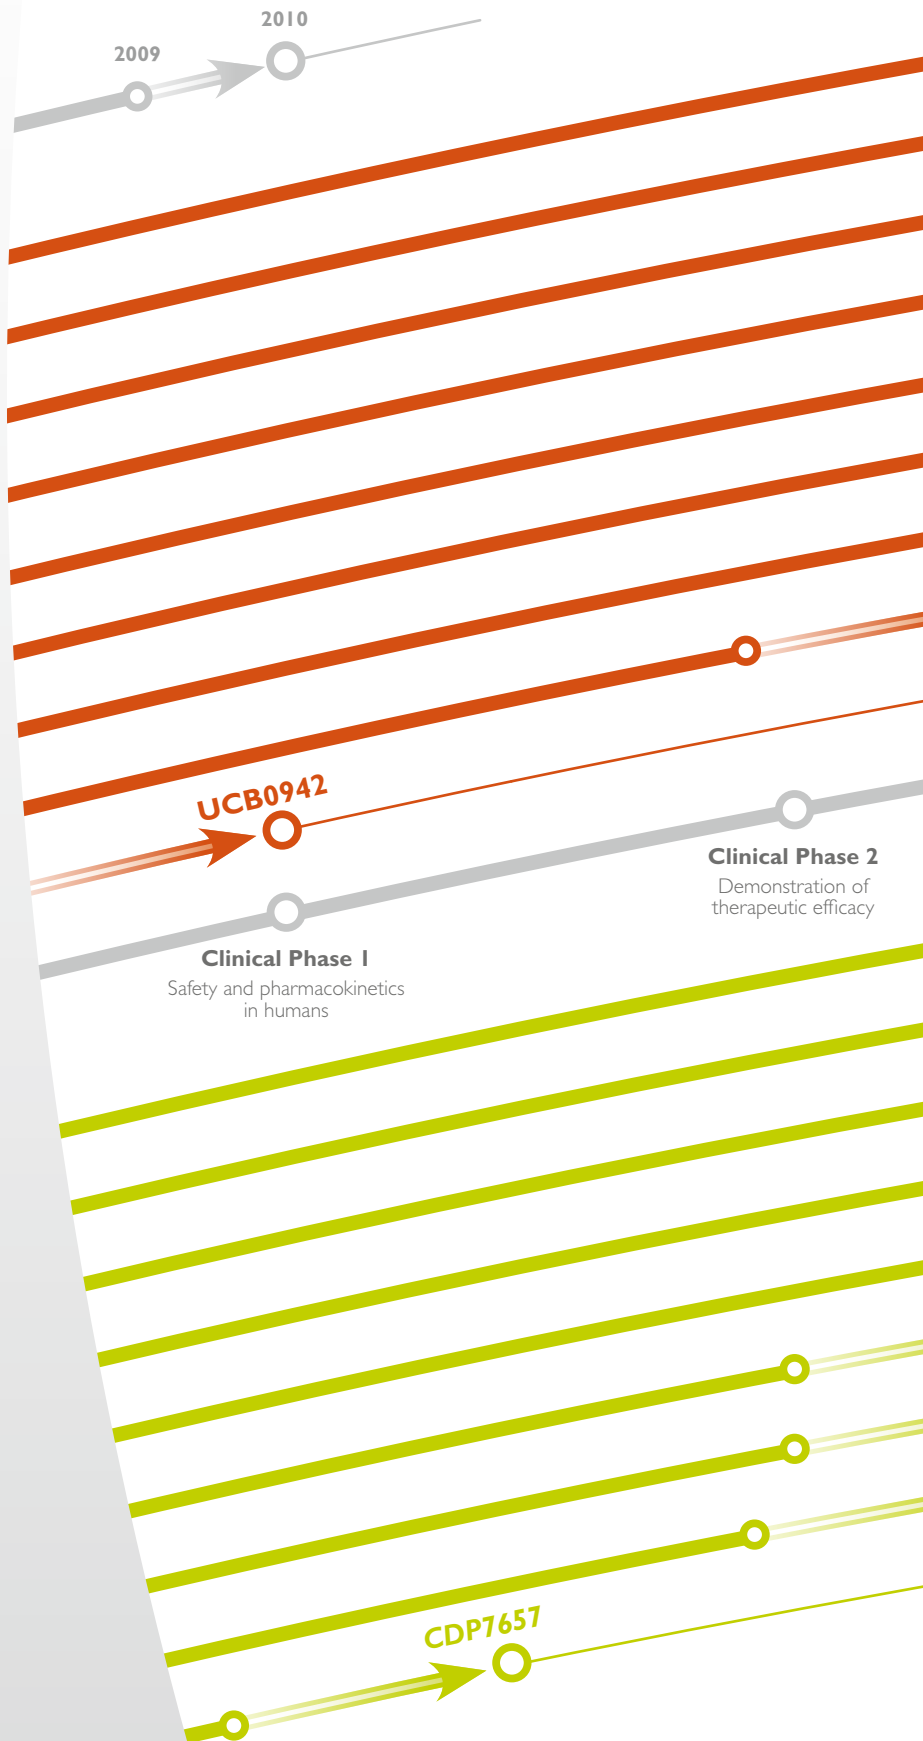 2010
2009
UCB0942
Clinical Phase 2
Demonstration of
therapeutic efficacy
Clinical Phase 1
Safety and pharmacokinetics
in humans
CDP7657